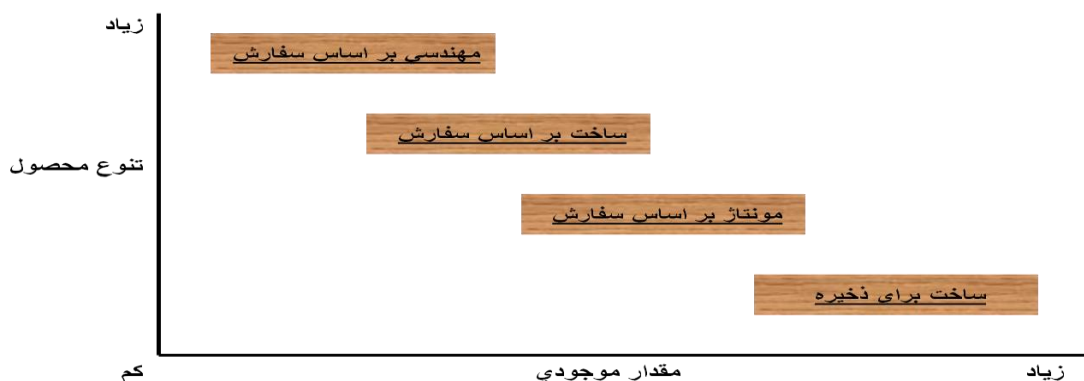 زیاد
مهندسی بر اساس سفارش
ساخت بر اساس سفارش
تنوع محصول
مونتاژ بر اساس سفارش
ساخت برای ذخیره
کم
مقدار موجودی
زیاد